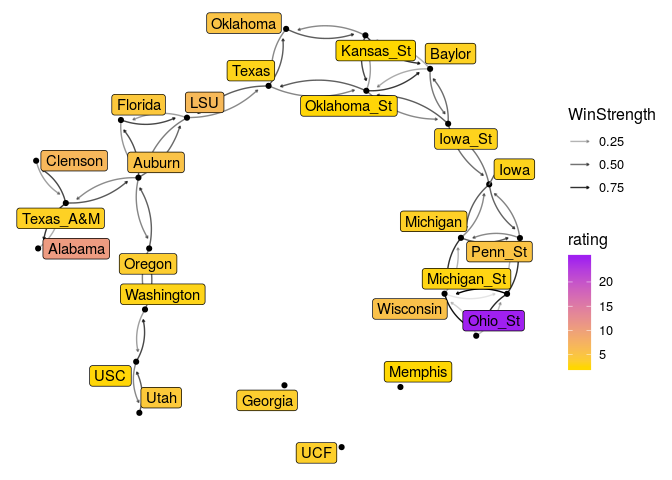 Oklahoma
Kansas_St
Baylor
Texas
Florida
LSU
Oklahoma_St
Iowa_St
Clemson
Auburn
Iowa
Texas_A&M
Michigan
Alabama
Penn_St
Oregon
Michigan_St
Washington
Wisconsin
Ohio_St
USC
Memphis
Utah
Georgia
UCF
WinStrength
0.25
0.50
0.75
rating
20
15
10
5